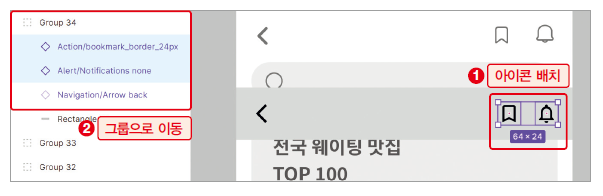 Group 34
Action/bookmark_border_24px
Alert/Notifications none
Navigation/Arrow back
Rectangle
2 그룹으로 이동
Group 33
Group 32
1 아이콘 배치
64 × 24
전국 웨이팅 맛집
TOP 100